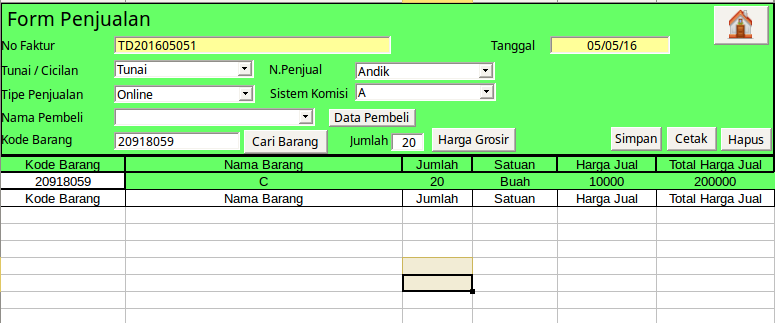 Form Penjualan
No Faktur TD201605051 Tanggal 05/05/16
Tunai / Cicilan Tunai N.Penjual Andik
Tipe Penjualan Online Sistem Komisi A
Nama Pembeli Data Pembeli
Kode Barang 20918059 Cari Barang Jumlah 20 Harga Grosir Simpan Cetak Hapus
Kode Barang Nama Barang Jumlah Satuan Harga Jual Total Harga Jual
20918059 C 20 Buah 10000 200000
Kode Barang Nama Barang Jumlah Satuan Harga Jual Total Harga Jual